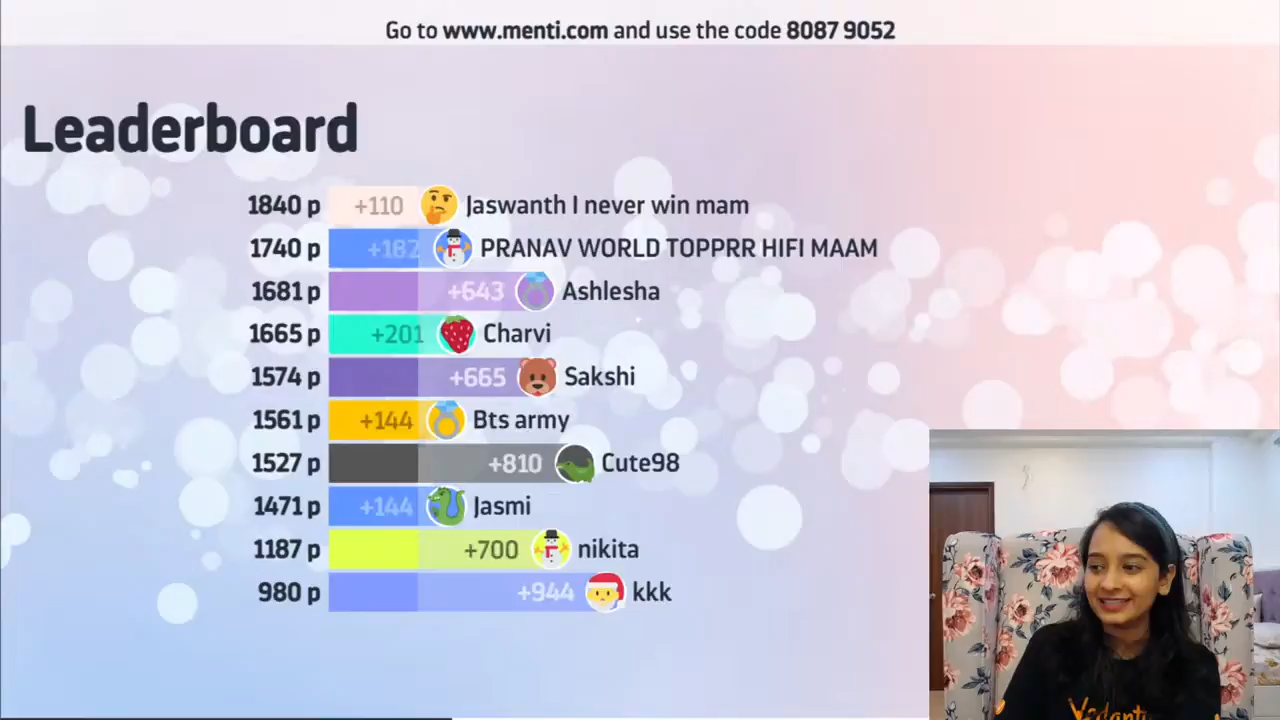 Go to www.menti.com and use the code 8087 9052
Leaderboard
1840 p +110 Jaswanth I never win mam
1740 p +187 PRANAV WORLD TOPPRR HIFI MAAM
1681 p +643 Ashlesha
1665 p +201 Charvi
1574 p +665 Sakshi
1561 p +144 Bts army
1527 p +810 Cute98
1471 p +144 Jasmi
1187 p +700 nikita
980 p +944 kkk